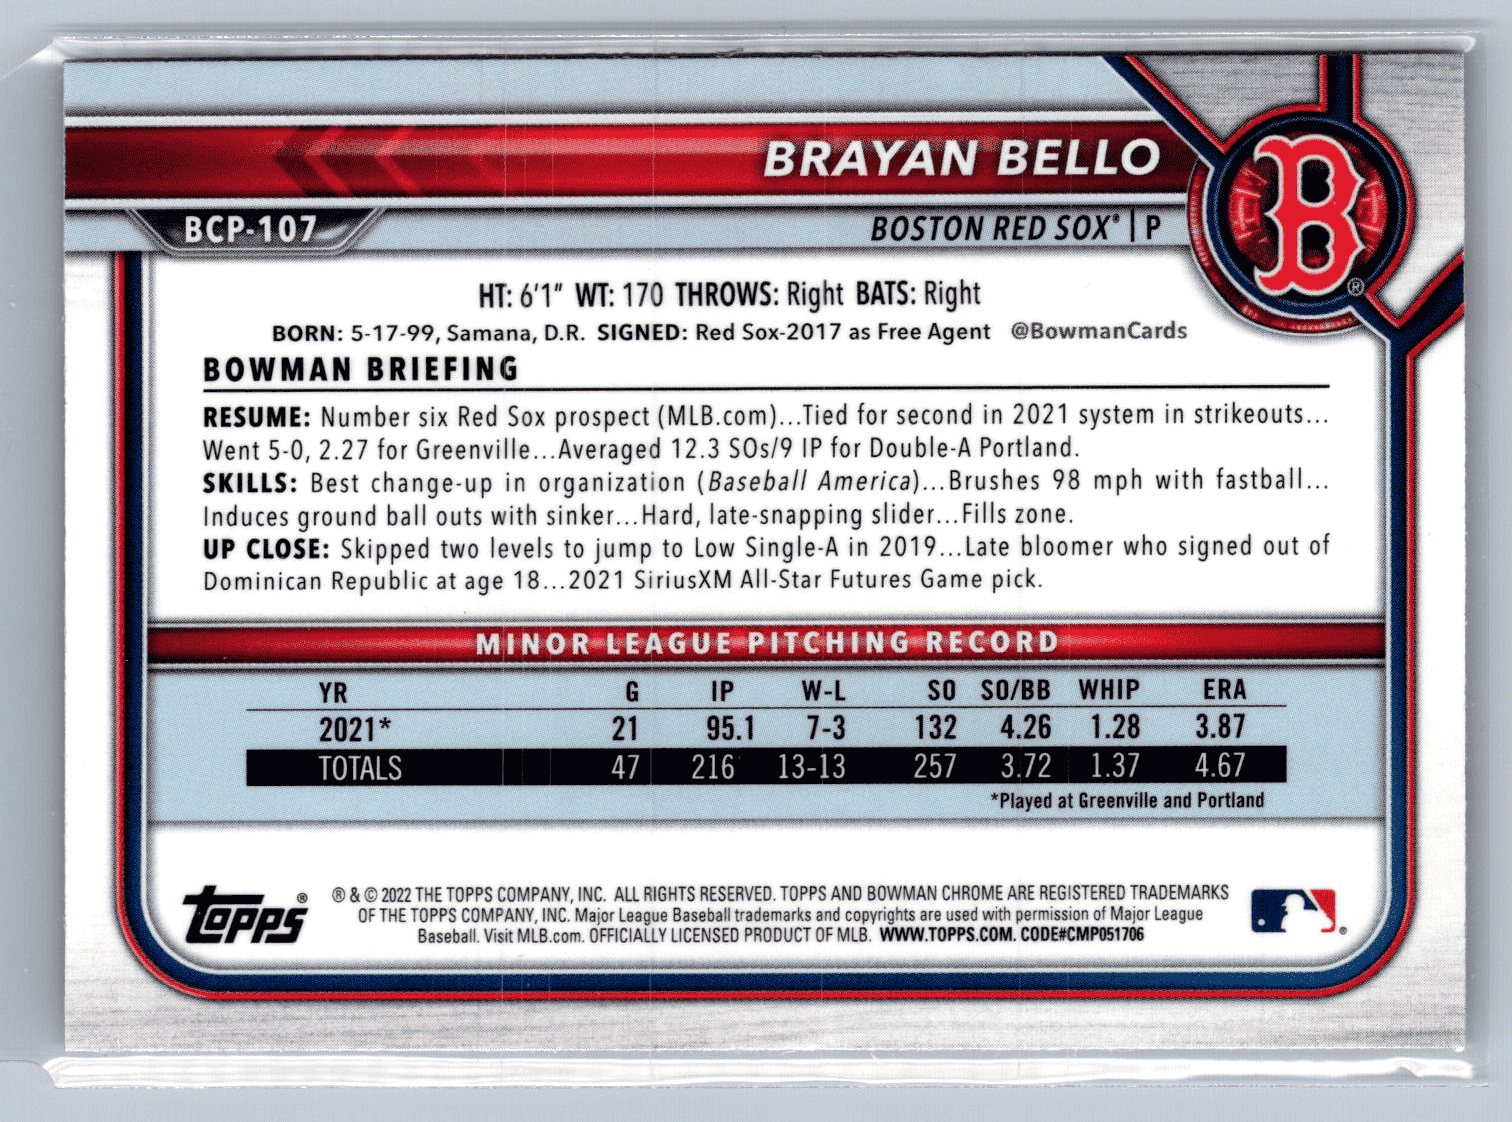 BRAYAN BELLO
BCP-107
BOSTON RED SOX® | P
B ®
HT: 6'1" WT: 170 THROWS: Right BATS: Right
BORN: 5-17-99, Samana, D.R. SIGNED: Red Sox-2017 as Free Agent @BowmanCards
BOWMAN BRIEFING
RESUME: Number six Red Sox prospect (MLB.com)...Tied for second in 2021 system in strikeouts...
Went 5-0, 2.27 for Greenville...Averaged 12.3 SOs/9 IP for Double-A Portland.
SKILLS: Best change-up in organization (Baseball America)...Brushes 98 mph with fastball...
Induces ground ball outs with sinker...Hard, late-snapping slider...Fills zone.
UP CLOSE: Skipped two levels to jump to Low Single-A in 2019...Late bloomer who signed out of
Dominican Republic at age 18...2021 SiriusXM All-Star Futures Game pick.
MINOR LEAGUE PITCHING RECORD
YR G IP W-L SO SO/BB WHIP ERA
2021* 21 95.1 7-3 132 4.26 1.28 3.87
TOTALS 47 216 13-13 257 3.72 1.37 4.67
*Played at Greenville and Portland
topps®
® & © 2022 THE TOPPS COMPANY, INC. ALL RIGHTS RESERVED. TOPPS AND BOWMAN CHROME ARE REGISTERED TRADEMARKS
OF THE TOPPS COMPANY, INC. Major League Baseball trademarks and copyrights are used with permission of Major League
Baseball. Visit MLB.com. OFFICIALLY LICENSED PRODUCT OF MLB. WWW.TOPPS.COM. CODE#CMP051706
®